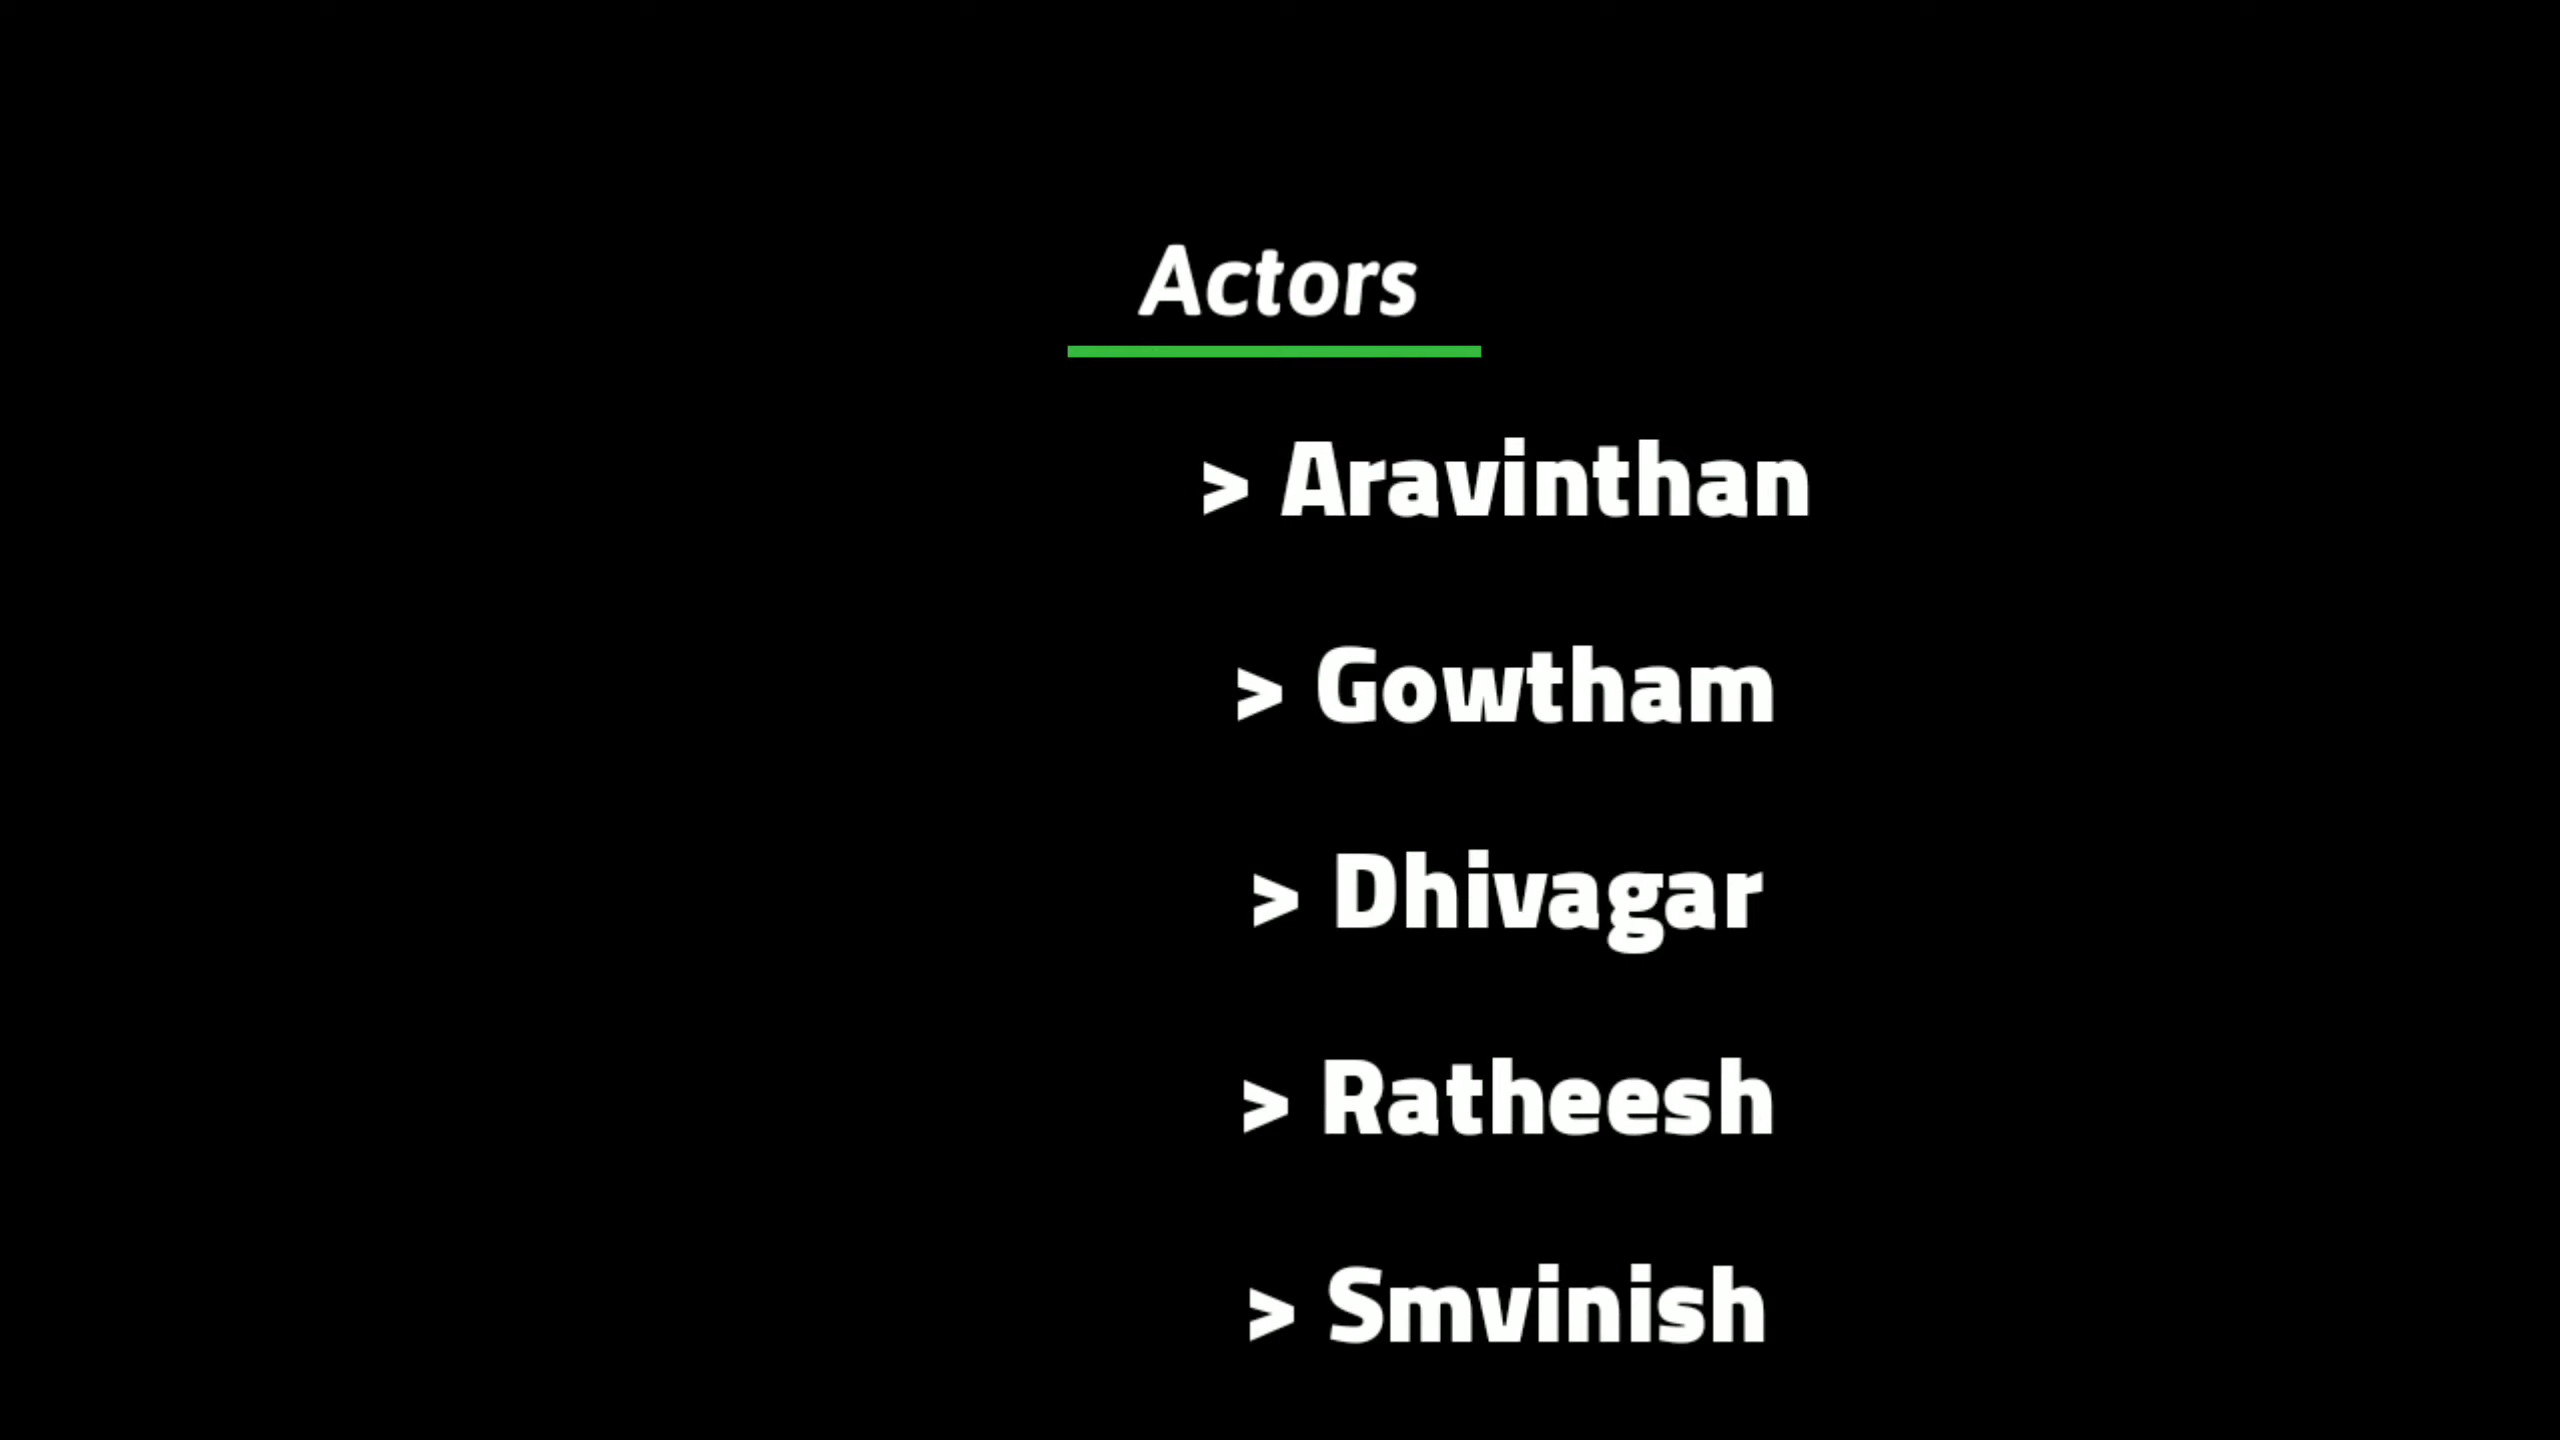 Actors
> Aravinthan
> Gowtham
> Dhivagar
> Ratheesh
> Smvinish